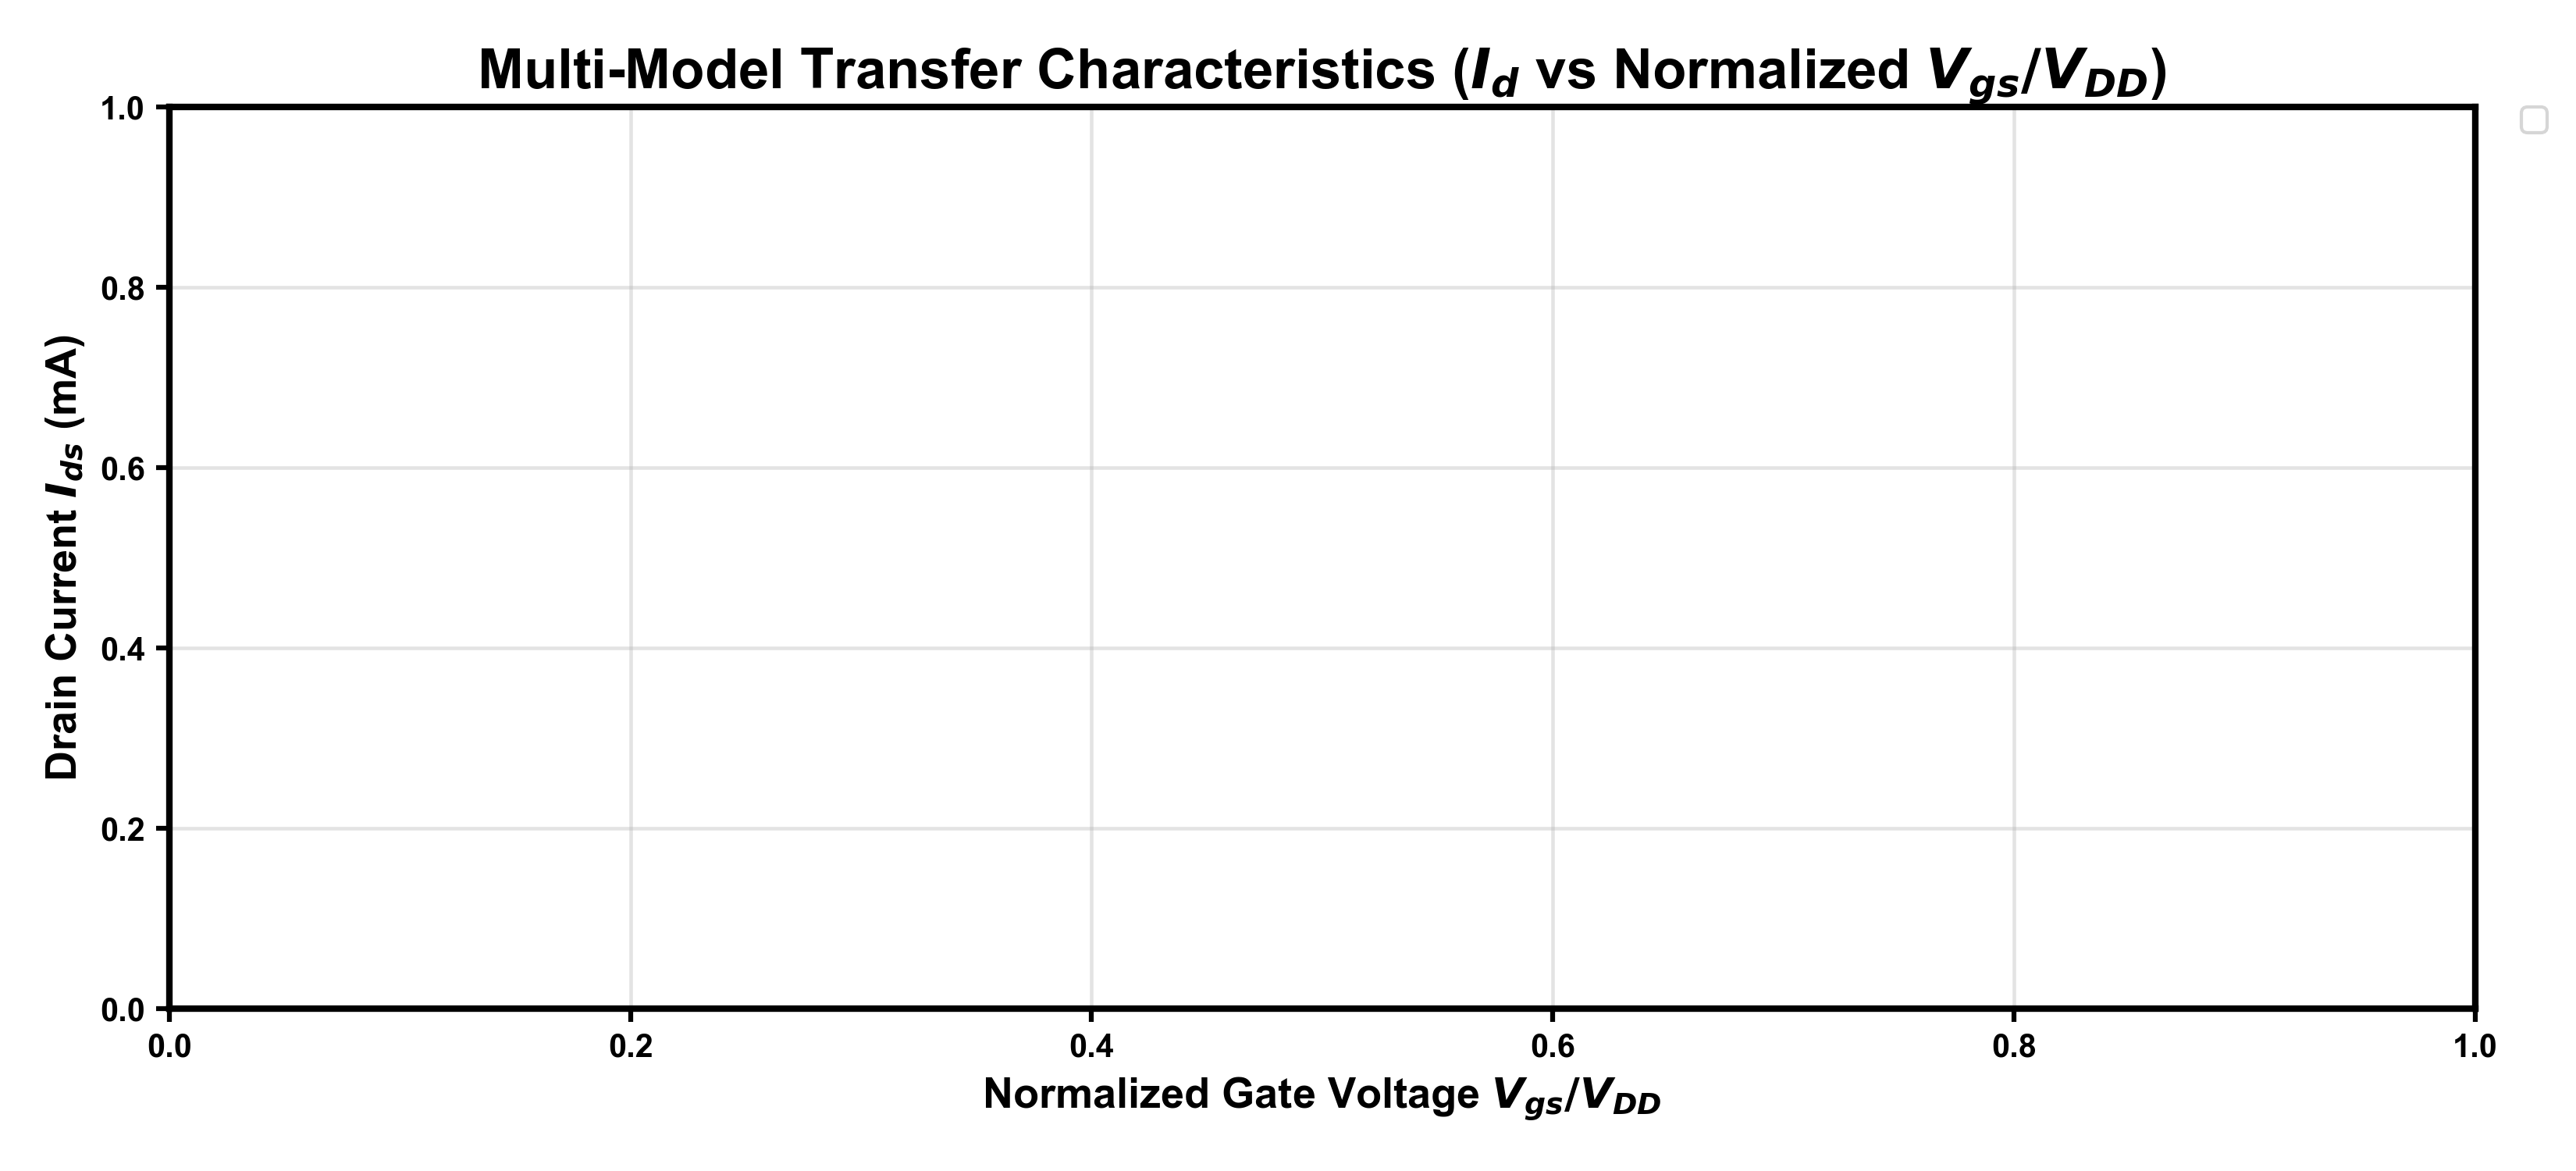 Multi-Model Transfer Characteristics (I_d vs Normalized V_gs/V_DD)
1.0
0.8
0.6
0.4
0.2
0.0
Drain Current I_ds (mA)
0.0 0.2 0.4 0.6 0.8 1.0
Normalized Gate Voltage V_gs/V_DD